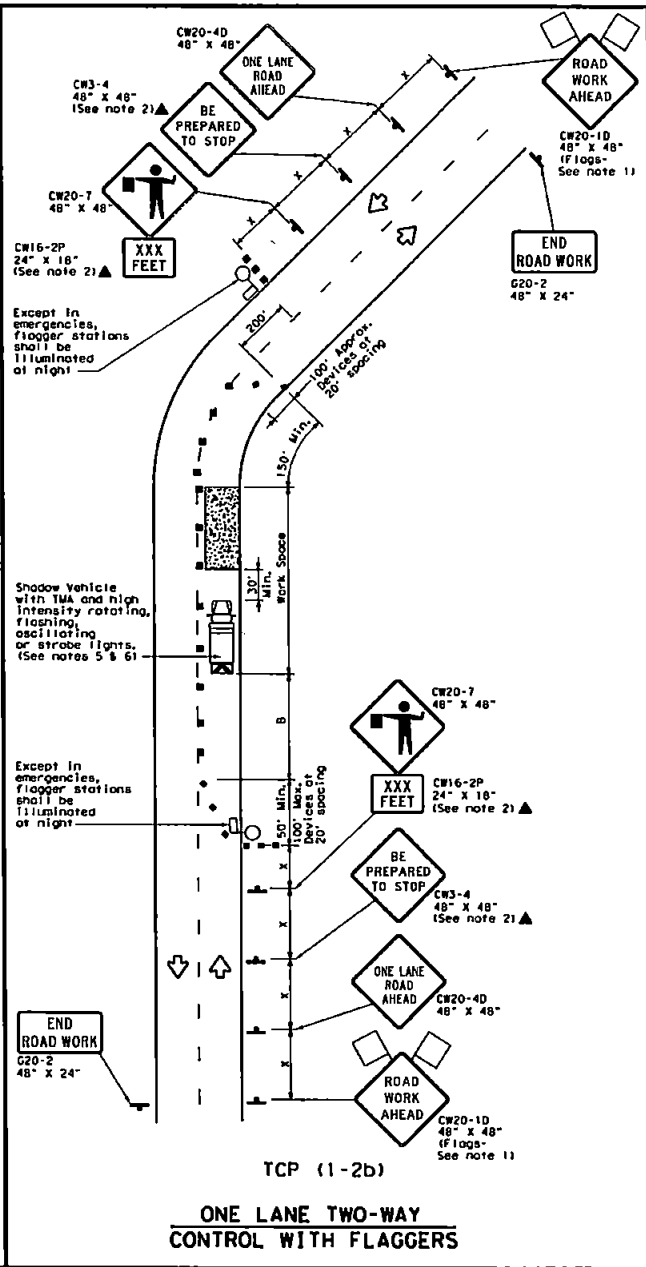 CW20-4D
48" X 48"
ONE LANE
ROAD
AHEAD
CW3-4
48" X 48"
(See note 2)▲
BE
PREPARED
TO STOP
ROAD
WORK
AHEAD
CW20-1D
48" X 48"
(Flags-
See note 1)
CW20-7
48" X 48"
XXX
FEET
CW16-2P
24" X 18"
(See note 2)▲
X
X
X
X
END
ROAD WORK
G20-2
48" X 24"
Except in
emergencies,
flagger stations
shall be
illuminated
at night
200'
100' Approx.
Devices at
20' spacing
150' Min.
Work Space
30'
Min.
Shadow Vehicle
with TMA and high
intensity rotating,
flashing,
oscillating
or strobe lights.
(See notes 5 & 6)
B
CW20-7
48" X 48"
XXX
FEET
CW16-2P
24" X 18"
(See note 2)▲
Except in
emergencies,
flagger stations
shall be
illuminated
at night
50' Min.
100' Max.
Devices at
20' spacing
X
BE
PREPARED
TO STOP
CW3-4
48" X 48"
(See note 2)▲
X
ONE LANE
ROAD
AHEAD
CW20-4D
48" X 48"
X
END
ROAD WORK
G20-2
48" X 24"
ROAD
WORK
AHEAD
CW20-1D
48" X 48"
(Flags-
See note 1)
TCP (1-2b)
ONE LANE TWO-WAY
CONTROL WITH FLAGGERS